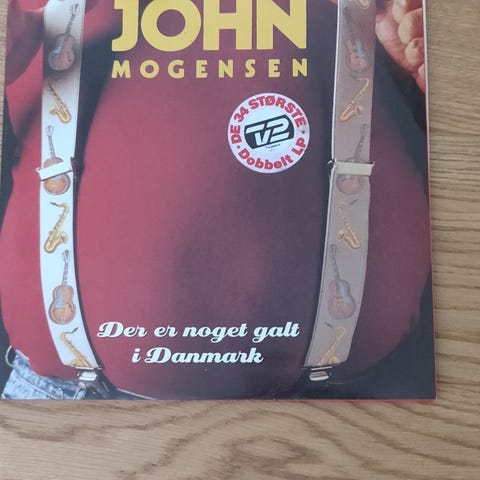 JOHN
MOGENSEN
DE 34 STØRSTE
TV2
Dobbelt LP
Der er noget galt
i Danmark